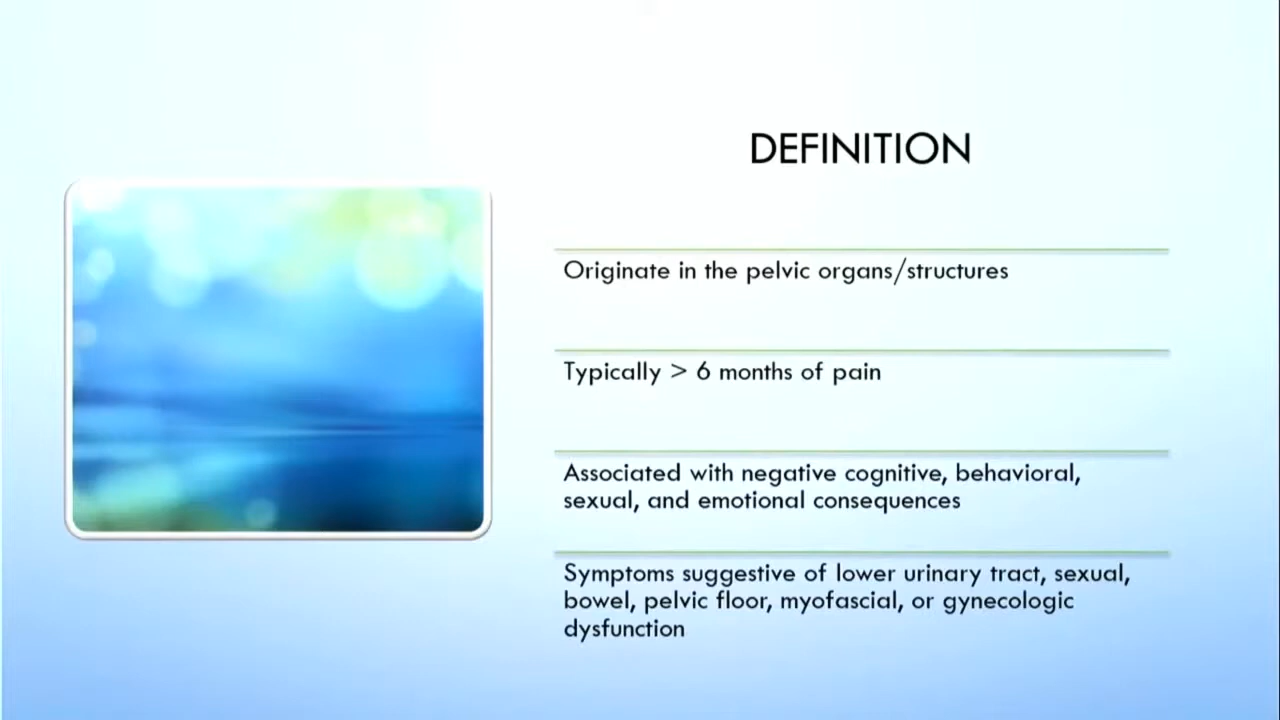 DEFINITION
Originate in the pelvic organs/structures
Typically > 6 months of pain
Associated with negative cognitive, behavioral,
sexual, and emotional consequences
Symptoms suggestive of lower urinary tract, sexual,
bowel, pelvic floor, myofascial, or gynecologic
dysfunction